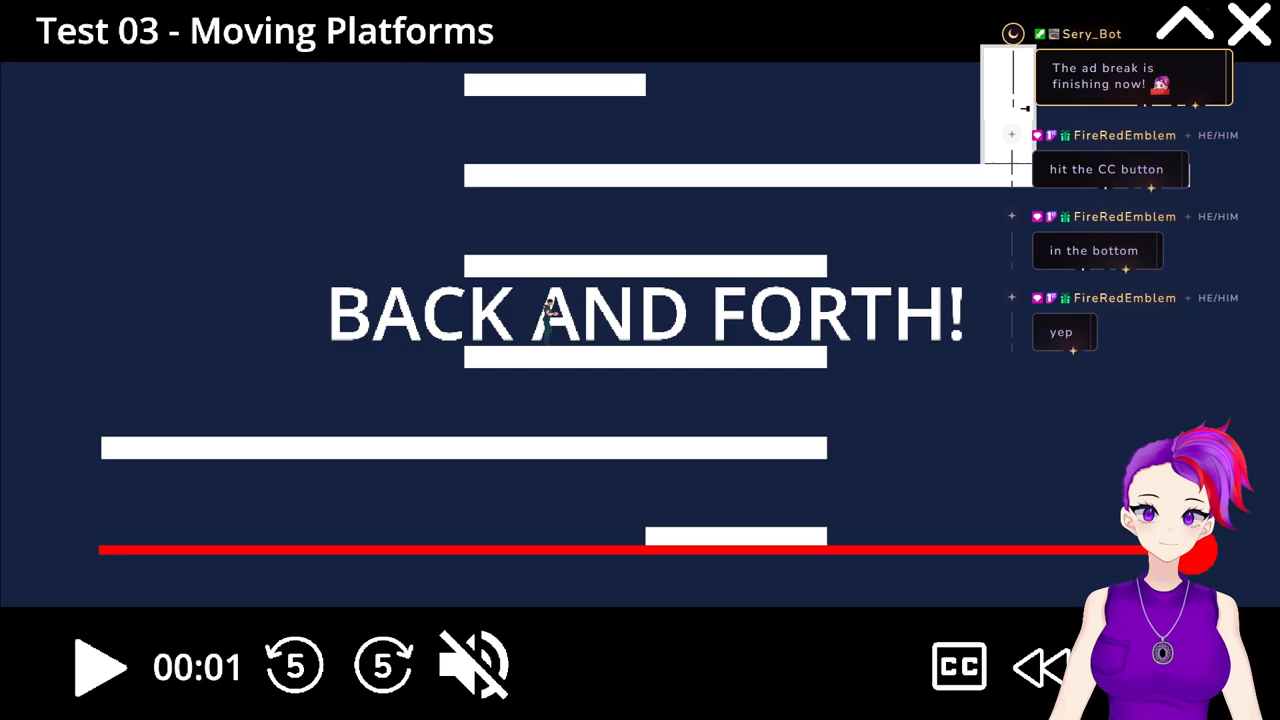 Test 03 - Moving Platforms
Sery_Bot
The ad break is
finishing now!
FireRedEmblem HE/HIM
hit the CC button
FireRedEmblem HE/HIM
in the bottom
FireRedEmblem HE/HIM
yep
BACK AND FORTH!
00:01
5
5
CC